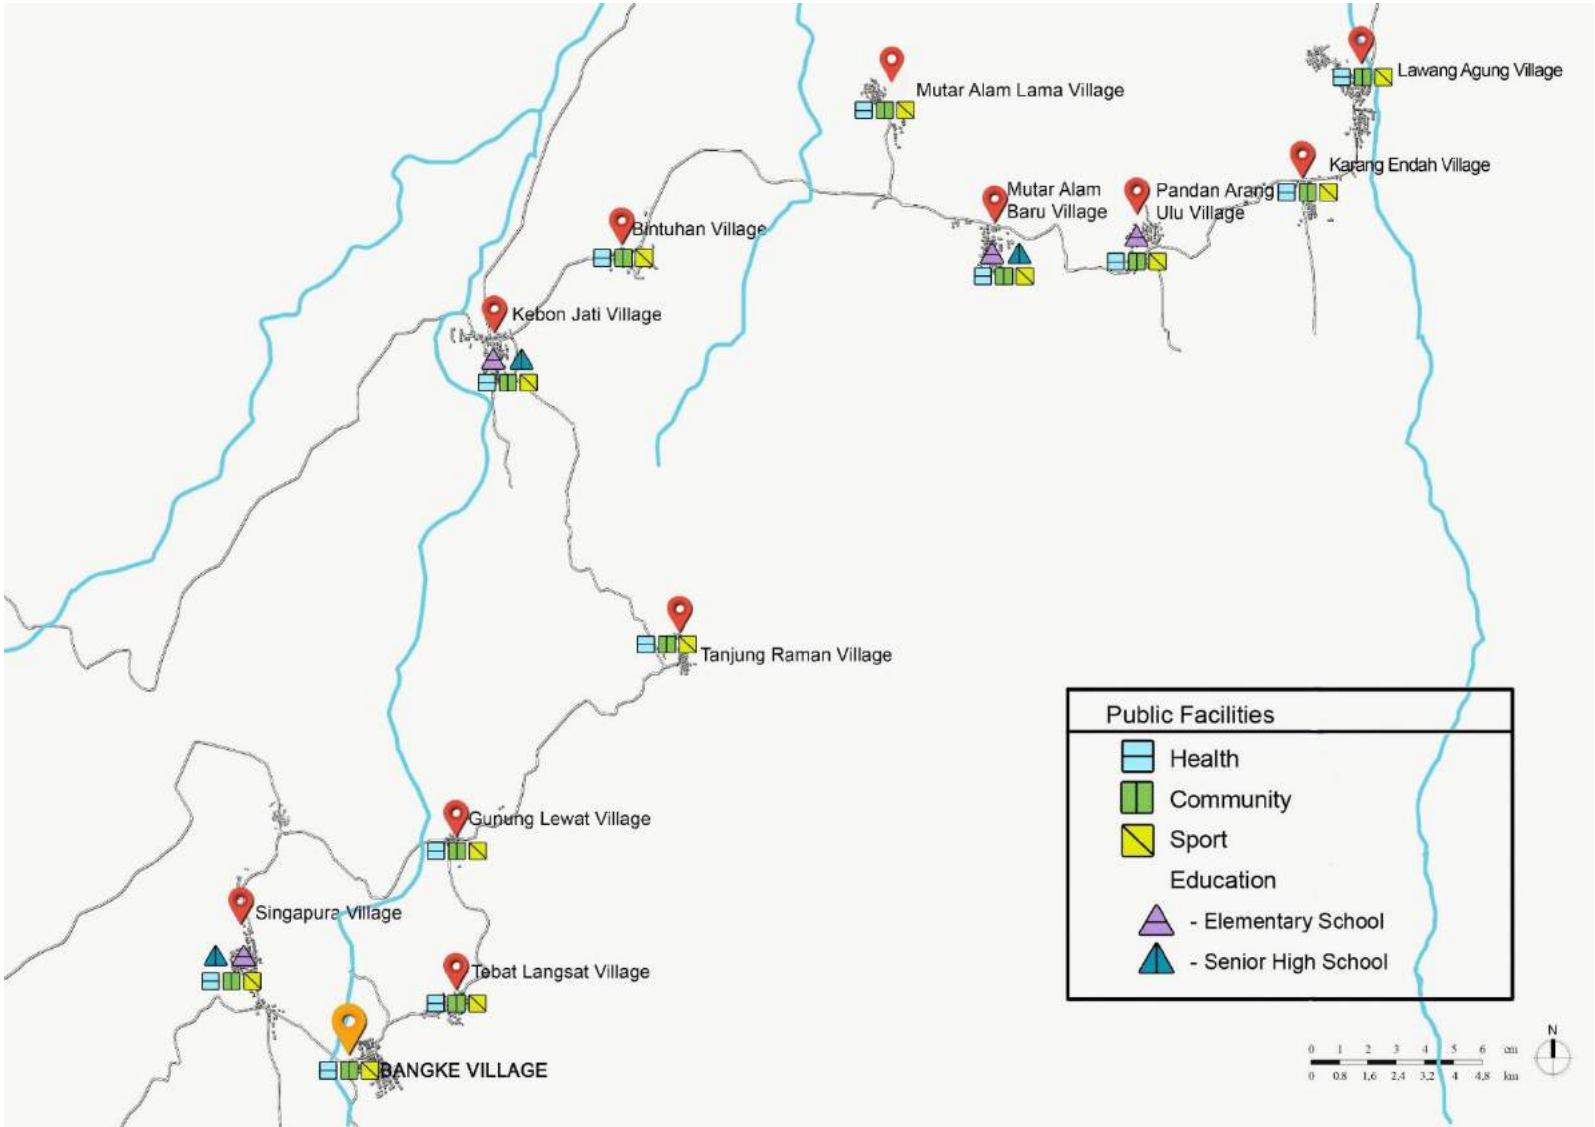 Mutar Alam Lama Village
Lawang Agung Village
Karang Endah Village
Mutar Alam
Baru Village
Pandan Arang
Ulu Village
Bintuhan Village
Kebon Jati Village
Tanjung Raman Village
Gunung Lewat Village
Singapura Village
Tebat Langsat Village
BANGKE VILLAGE
Public Facilities
Health
Community
Sport
Education
- Elementary School
- Senior High School
0 1 2 3 4 5 6 cm
0 0.8 1,6 2,4 3,2 4 4,8 km
N